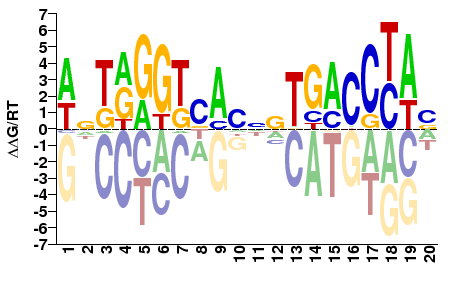 7
6
5
4
3
2
1
0
-1
-2
-3
-4
-5
-6
-7
ΔΔG/RT
A T G
G T
T G C
A G T C
G A C T
G T A C
T G C
C T A
A C G
C G
C
G A C
T C
G C A
A C T
C G
C G A T
T C A G
A T C G
C A T
1 2 3 4 5 6 7 8 9 10 11 12 13 14 15 16 17 18 19 20